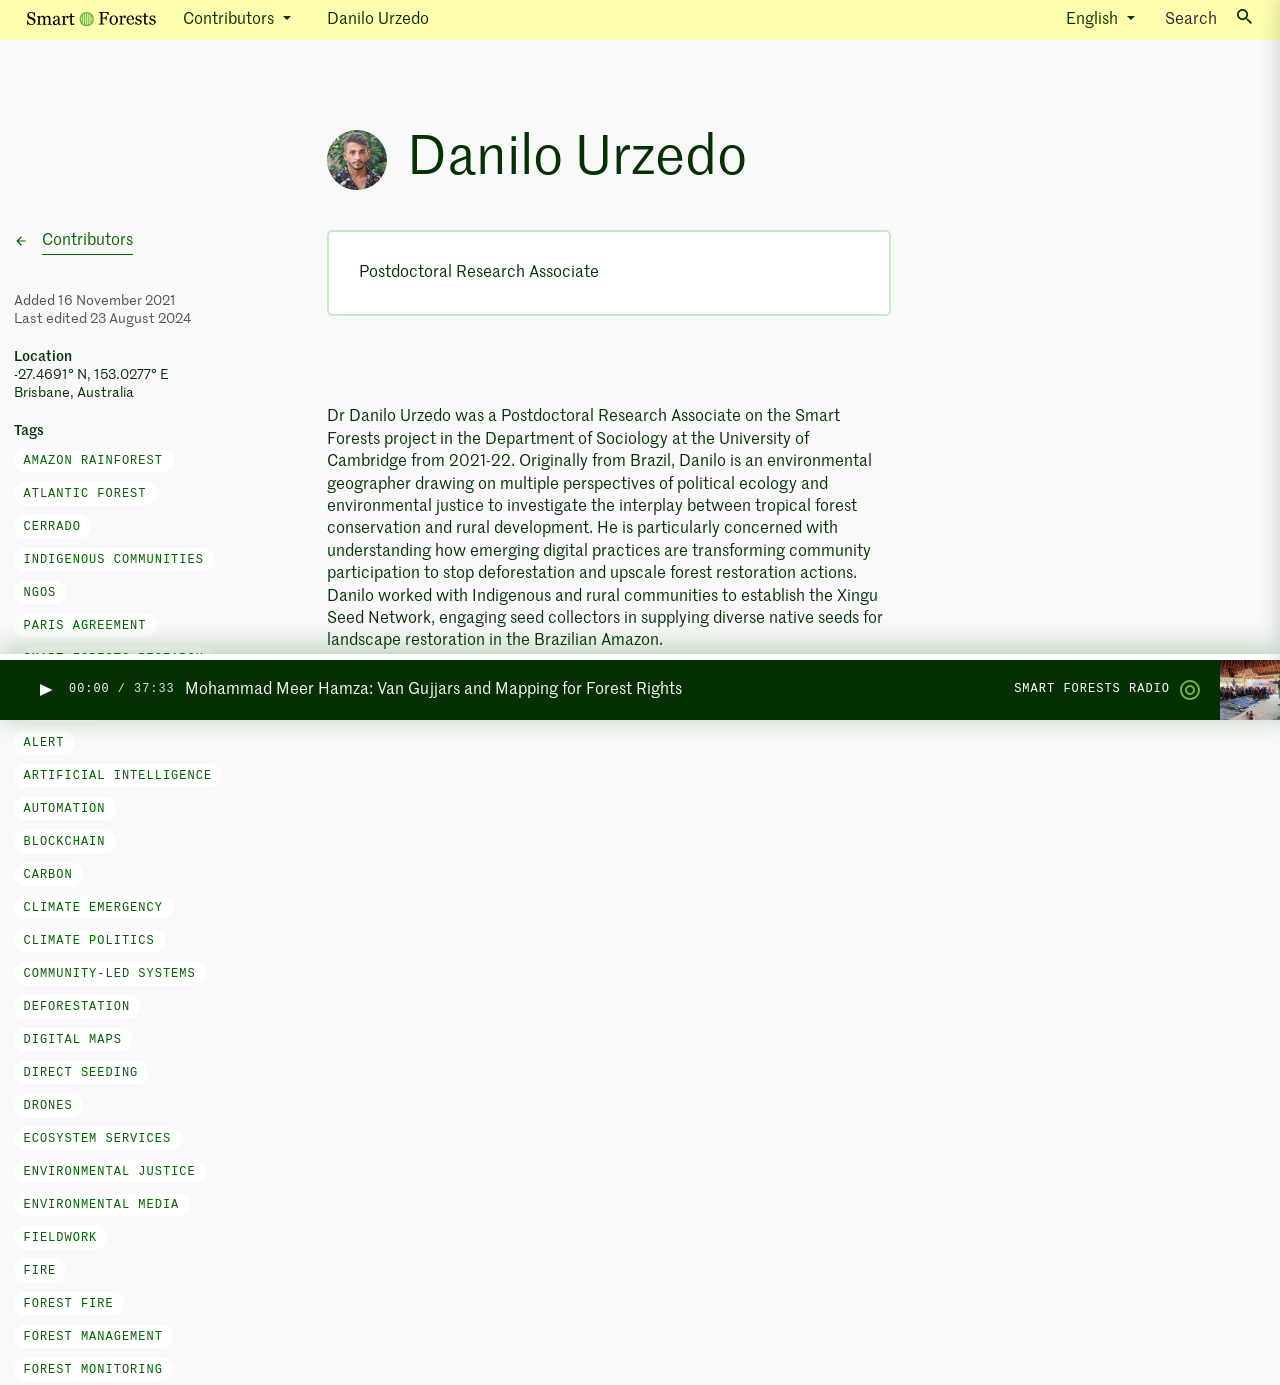 Smart Forests
Contributors
Danilo Urzedo
English
Search
Danilo Urzedo
Contributors
Postdoctoral Research Associate
Added 16 November 2021
Last edited 23 August 2024
Location
-27.4691° N, 153.0277° E
Brisbane, Australia
Tags
AMAZON RAINFOREST
ATLANTIC FOREST
CERRADO
INDIGENOUS COMMUNITIES
NGOS
PARIS AGREEMENT
Dr Danilo Urzedo was a Postdoctoral Research Associate on the Smart
Forests project in the Department of Sociology at the University of
Cambridge from 2021-22. Originally from Brazil, Danilo is an environmental
geographer drawing on multiple perspectives of political ecology and
environmental justice to investigate the interplay between tropical forest
conservation and rural development. He is particularly concerned with
understanding how emerging digital practices are transforming community
participation to stop deforestation and upscale forest restoration actions.
Danilo worked with Indigenous and rural communities to establish the Xingu
Seed Network, engaging seed collectors in supplying diverse native seeds for
landscape restoration in the Brazilian Amazon.
00:00 / 37:33
Mohammad Meer Hamza: Van Gujjars and Mapping for Forest Rights
SMART FORESTS RADIO
ALERT
ARTIFICIAL INTELLIGENCE
AUTOMATION
BLOCKCHAIN
CARBON
CLIMATE EMERGENCY
CLIMATE POLITICS
COMMUNITY-LED SYSTEMS
DEFORESTATION
DIGITAL MAPS
DIRECT SEEDING
DRONES
ECOSYSTEM SERVICES
ENVIRONMENTAL JUSTICE
ENVIRONMENTAL MEDIA
FIELDWORK
FIRE
FOREST FIRE
FOREST MANAGEMENT
FOREST MONITORING